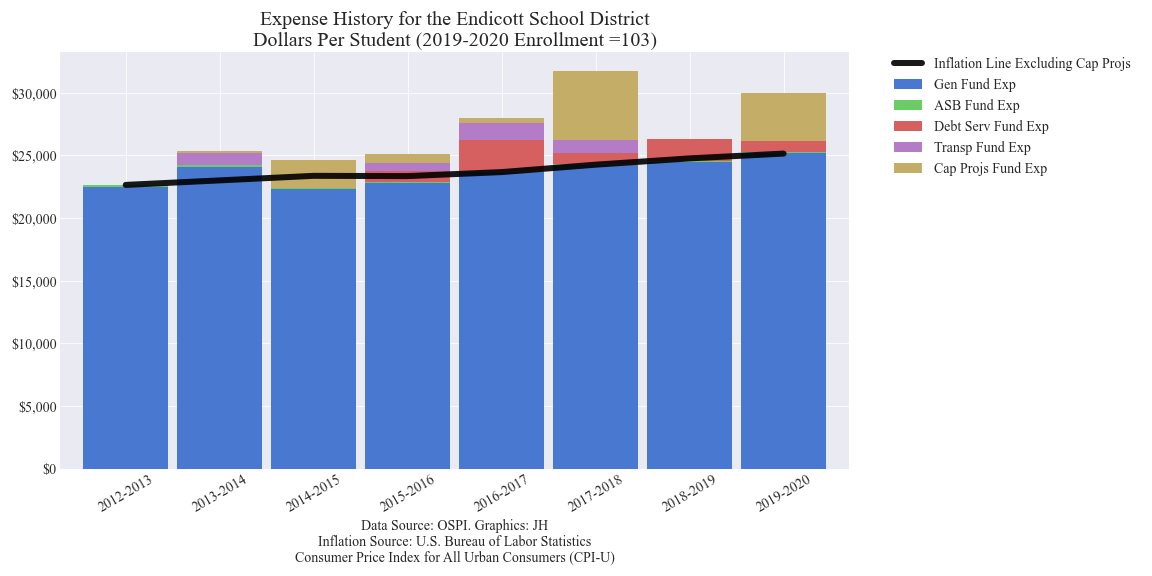 Expense History for the Endicott School District
Dollars Per Student (2019-2020 Enrollment =103)
Inflation Line Excluding Cap Projs
Gen Fund Exp
ASB Fund Exp
Debt Serv Fund Exp
Transp Fund Exp
Cap Projs Fund Exp
$30,000
$25,000
$20,000
$15,000
$10,000
$5,000
$0
2012-2013
2013-2014
2014-2015
2015-2016
2016-2017
2017-2018
2018-2019
2019-2020
Data Source: OSPI. Graphics: JH
Inflation Source: U.S. Bureau of Labor Statistics
Consumer Price Index for All Urban Consumers (CPI-U)